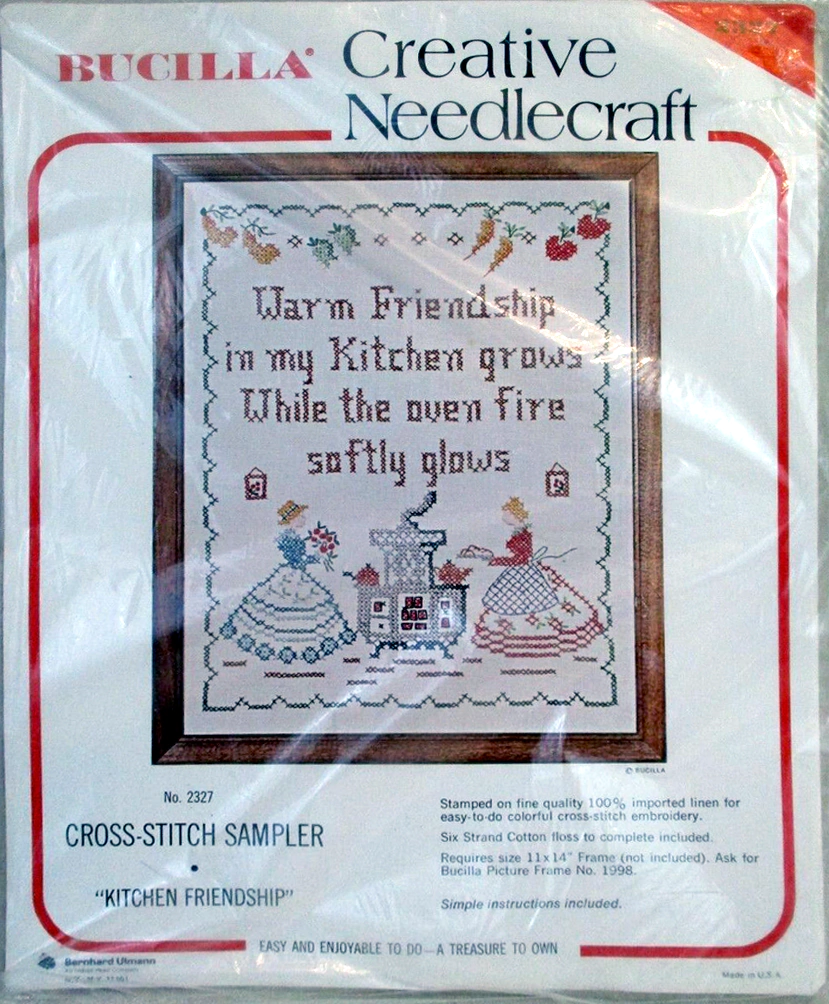 BUCILLA® Creative
Needlecraft
Warm Friendship
in my Kitchen grows
While the oven fire
softly glows
© BUCILLA
No. 2327
CROSS-STITCH SAMPLER
•
"KITCHEN FRIENDSHIP"
Stamped on fine quality 100% imported linen for
easy-to-do colorful cross-stitch embroidery.
Six Strand Cotton floss to complete included.
Requires size 11x14" Frame (not included). Ask for
Bucilla Picture Frame No. 1998.
Simple instructions included.
EASY AND ENJOYABLE TO DO—A TREASURE TO OWN
Bernhard Ulmann
Made in U.S.A.